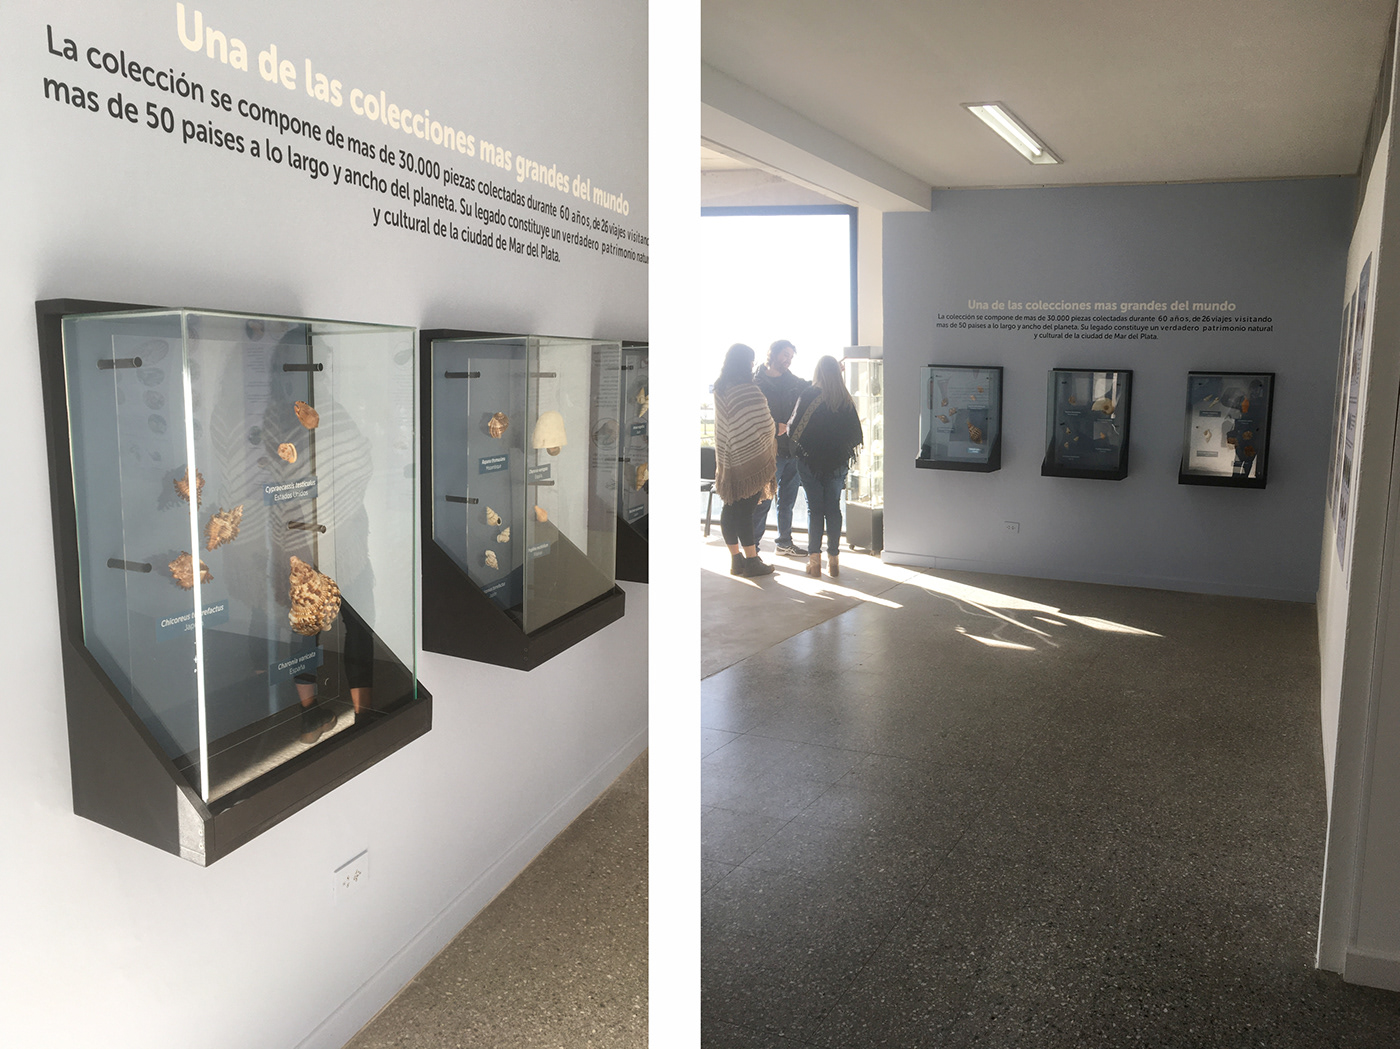 Una de las colecciones mas grandes del mundo
La colección se compone de mas de 30.000 piezas colectadas durante 60 años, de 26 viajes visitando
mas de 50 paises a lo largo y ancho del planeta. Su legado constituye un verdadero patrimonio natur
y cultural de la ciudad de Mar del Plata.
Cypraecassis testiculus
Estados Unidos
Chicoreus
Charonia variegata
España
Una de las colecciones mas grandes del mundo
La colección se compone de mas de 30.000 piezas colectadas durante 60 años, de 26 viajes visitando
mas de 50 paises a lo largo y ancho del planeta. Su legado constituye un verdadero patrimonio natural
y cultural de la ciudad de Mar del Plata.